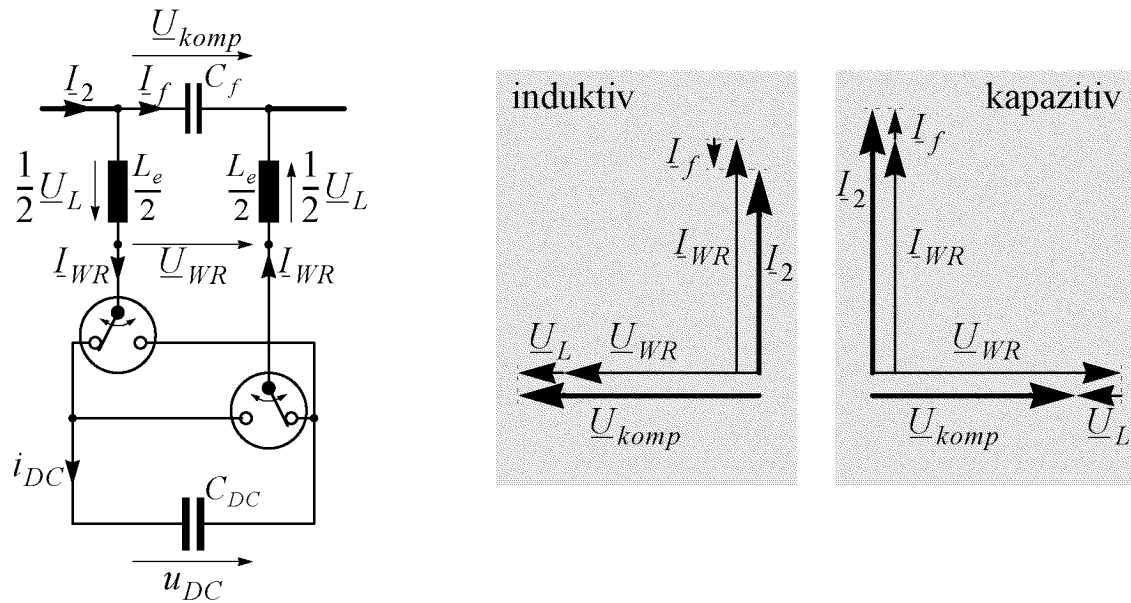 U_komp
I_2 I_f C_f
1/2 U_L L_e/2 L_e/2 1/2 U_L
I_WR U_WR I_WR
i_DC
C_DC
u_DC
induktiv
I_f
I_WR I_2
U_L U_WR
U_komp
kapazitiv
I_f
I_2
I_WR
U_WR
U_komp U_L